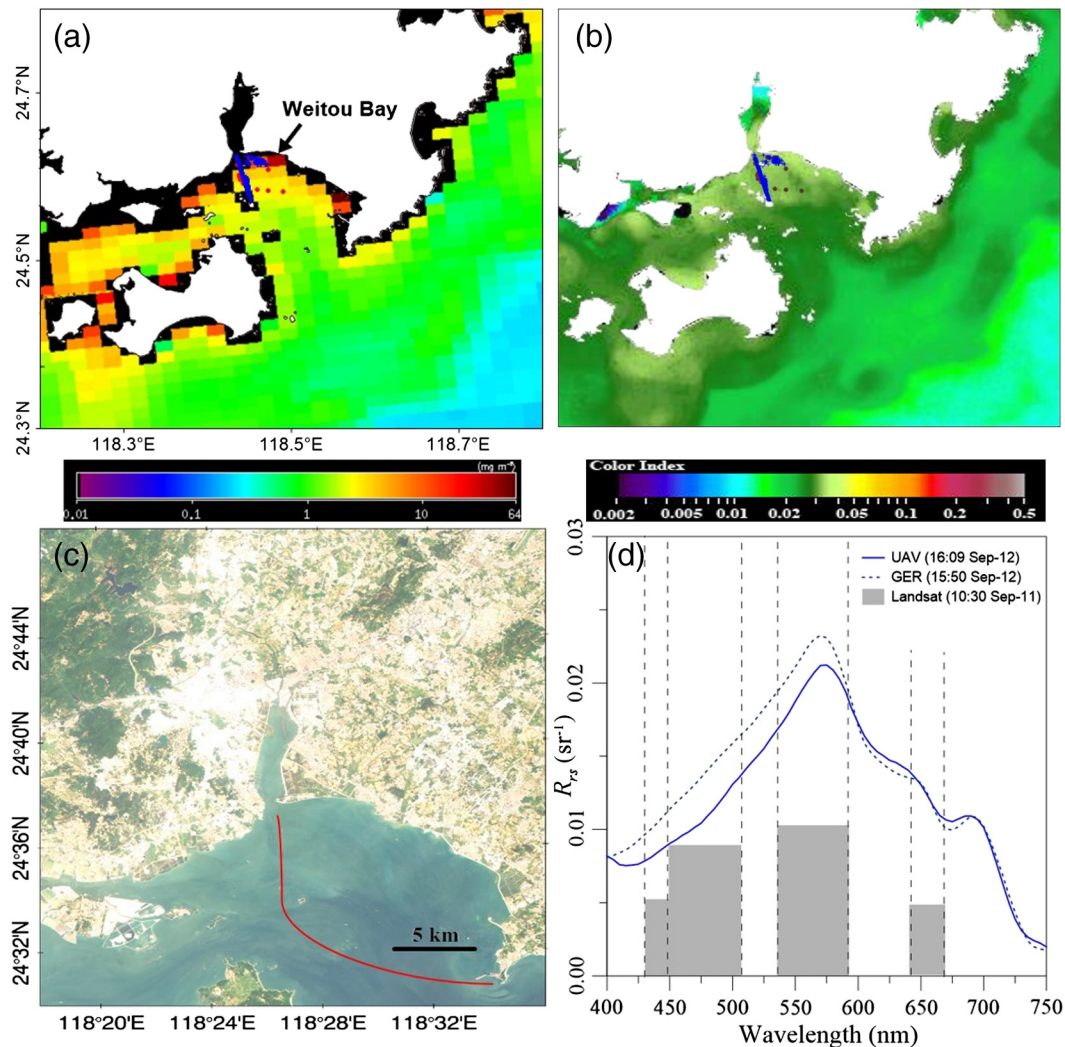 (a)
(b)
Weitou Bay
24.7°N
24.5°N
24.3°N
118.3°E 118.5°E 118.7°E
(mg m⁻³)
0.01 0.1 1 10 64
Color Index
0.002 0.005 0.01 0.02 0.05 0.1 0.2 0.5
(c)
24°44'N
24°40'N
24°36'N
24°32'N
5 km
118°20'E 118°24'E 118°28'E 118°32'E
(d)
UAV (16:09 Sep-12)
GER (15:50 Sep-12)
Landsat (10:30 Sep-11)
0.03
0.02
0.01
0.00
Rrs (sr⁻¹)
400 450 500 550 600 650 700 750
Wavelength (nm)